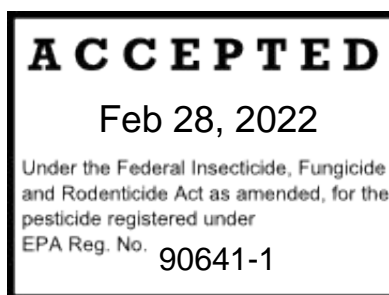 ACCEPTED
Feb 28, 2022
Under the Federal Insecticide, Fungicide
and Rodenticide Act as amended, for the
pesticide registered under
EPA Reg. No. 90641-1